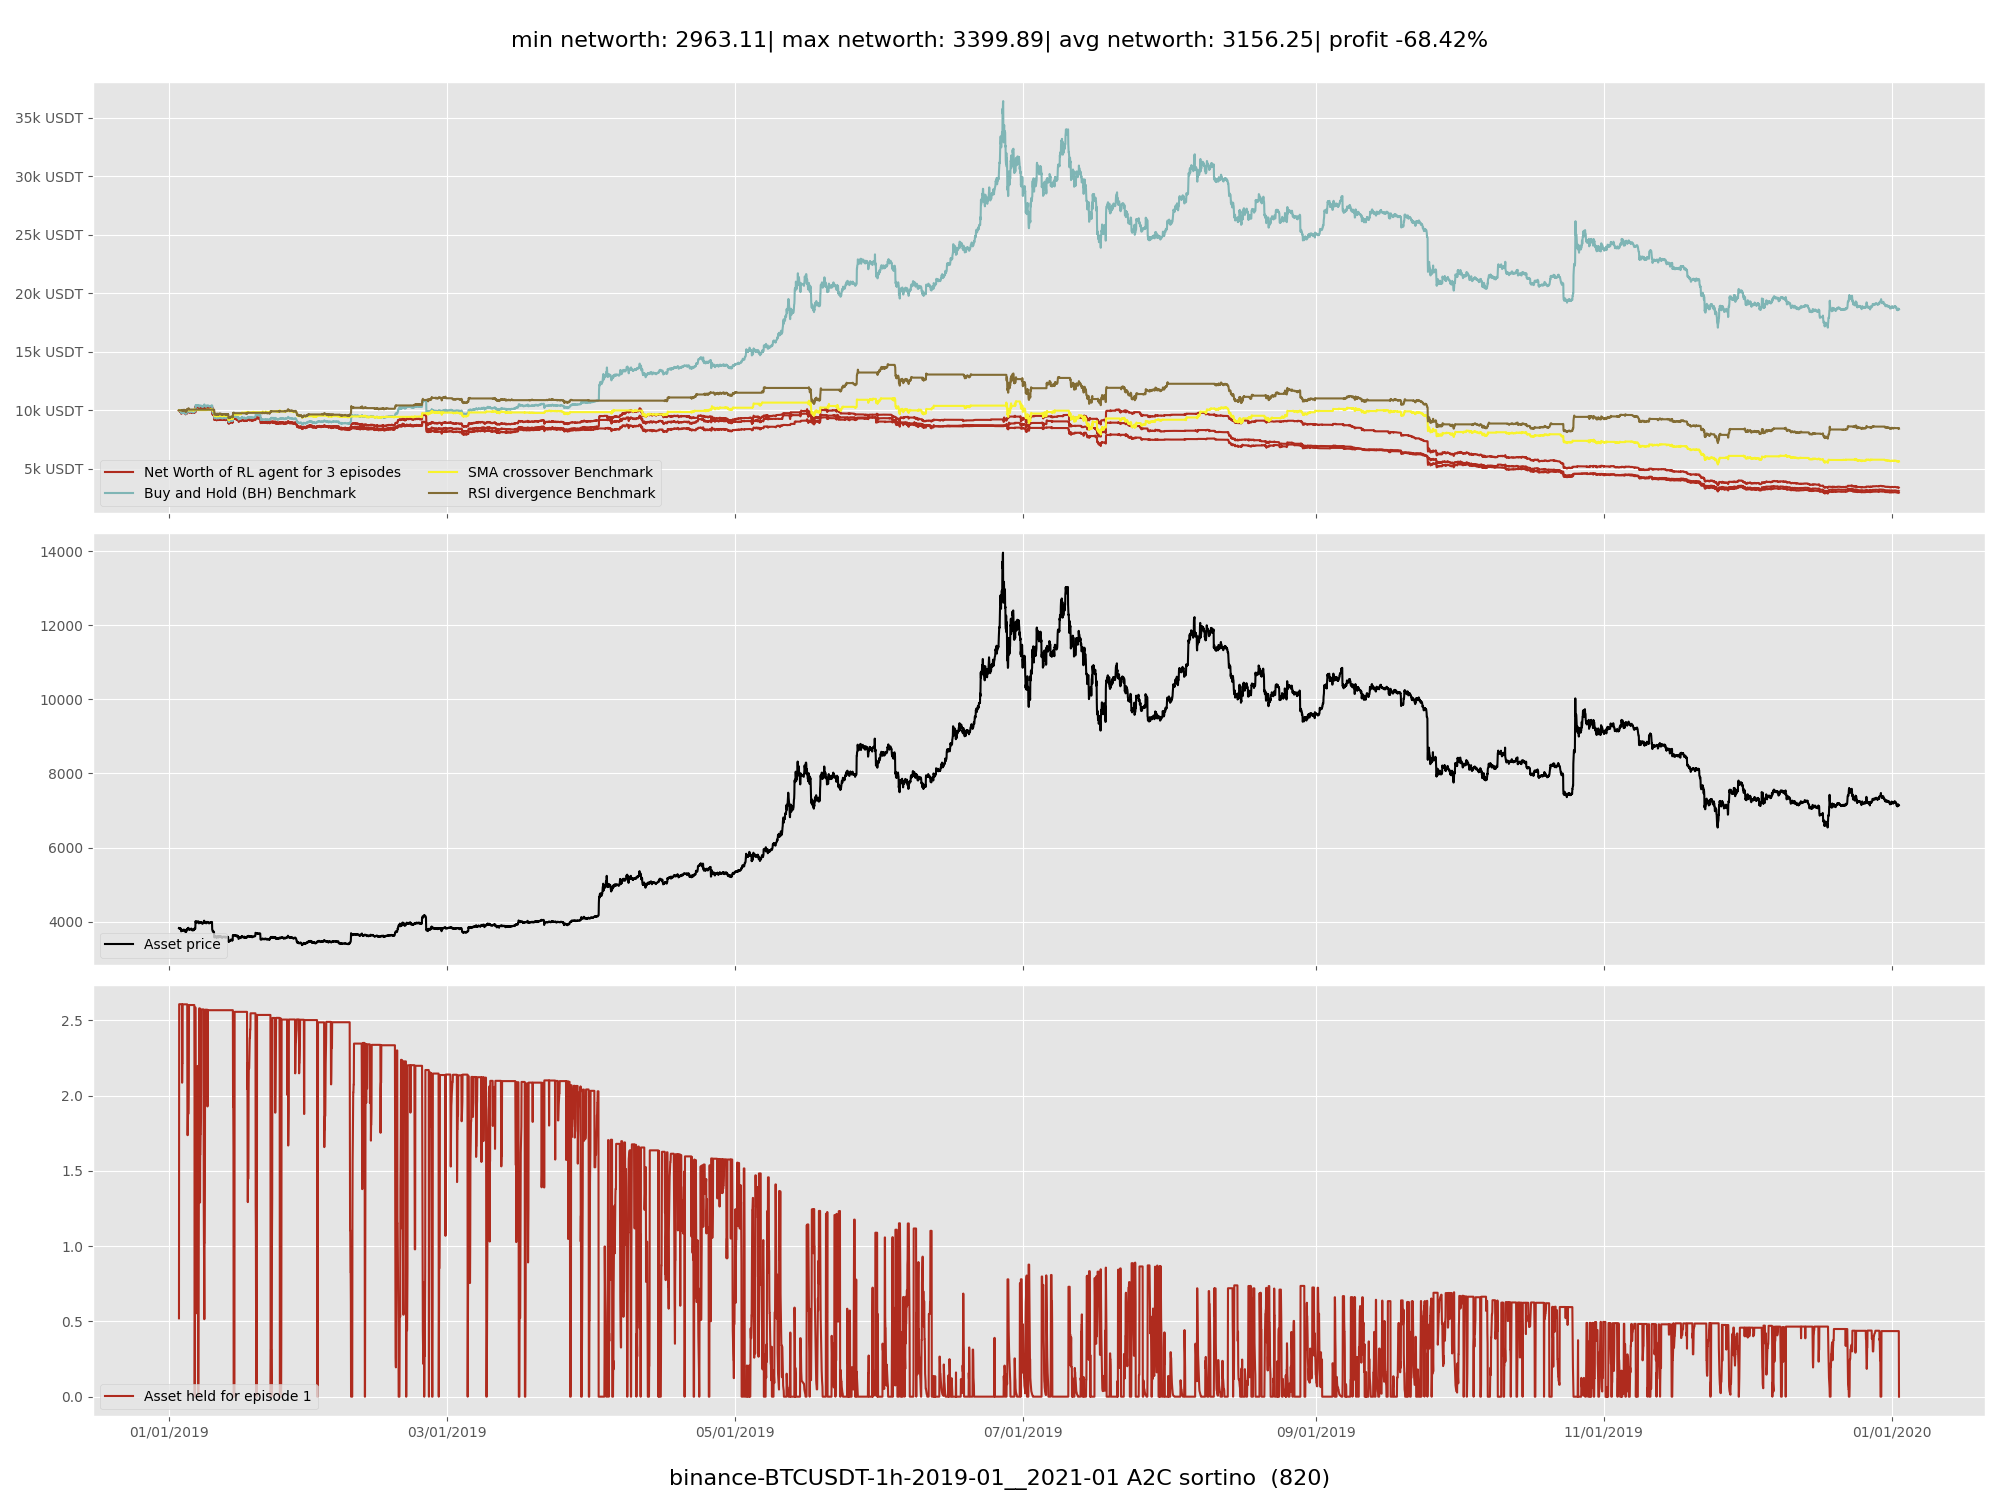 min networth: 2963.11| max networth: 3399.89| avg networth: 3156.25| profit -68.42%
35k USDT
30k USDT
25k USDT
20k USDT
15k USDT
10k USDT
5k USDT
Net Worth of RL agent for 3 episodes
Buy and Hold (BH) Benchmark
SMA crossover Benchmark
RSI divergence Benchmark
14000
12000
10000
8000
6000
4000
Asset price
2.5
2.0
1.5
1.0
0.5
0.0
Asset held for episode 1
01/01/2019 03/01/2019 05/01/2019 07/01/2019 09/01/2019 11/01/2019 01/01/2020
binance-BTCUSDT-1h-2019-01__2021-01 A2C sortino (820)